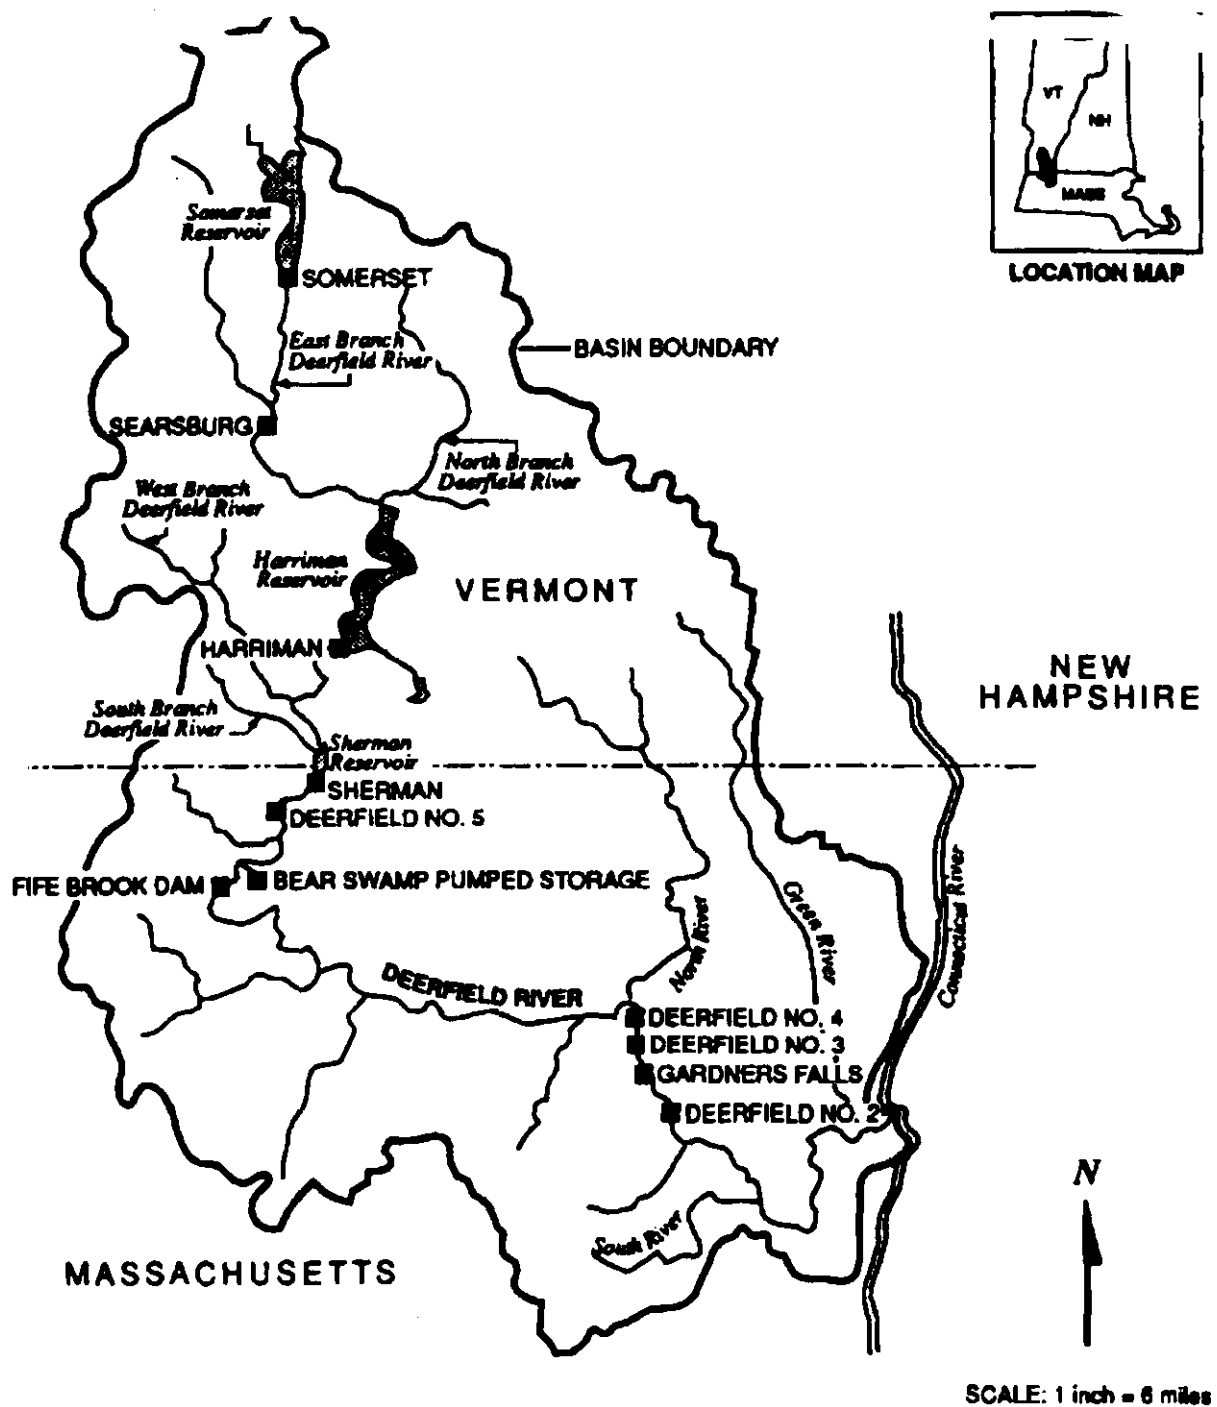 VT
NH
MASS
LOCATION MAP
Somerset
Reservoir
SOMERSET
East Branch
Deerfield River
BASIN BOUNDARY
SEARSBURG
North Branch
Deerfield River
West Branch
Deerfield River
Harriman
Reservoir
VERMONT
HARRIMAN
NEW
HAMPSHIRE
South Branch
Deerfield River
Sherman
Reservoir
SHERMAN
DEERFIELD NO. 5
FIFE BROOK DAM
BEAR SWAMP PUMPED STORAGE
North River
Green River
Connecticut River
DEERFIELD RIVER
DEERFIELD NO. 4
DEERFIELD NO. 3
GARDNERS FALLS
DEERFIELD NO. 2
South River
N
MASSACHUSETTS
SCALE: 1 inch = 6 miles